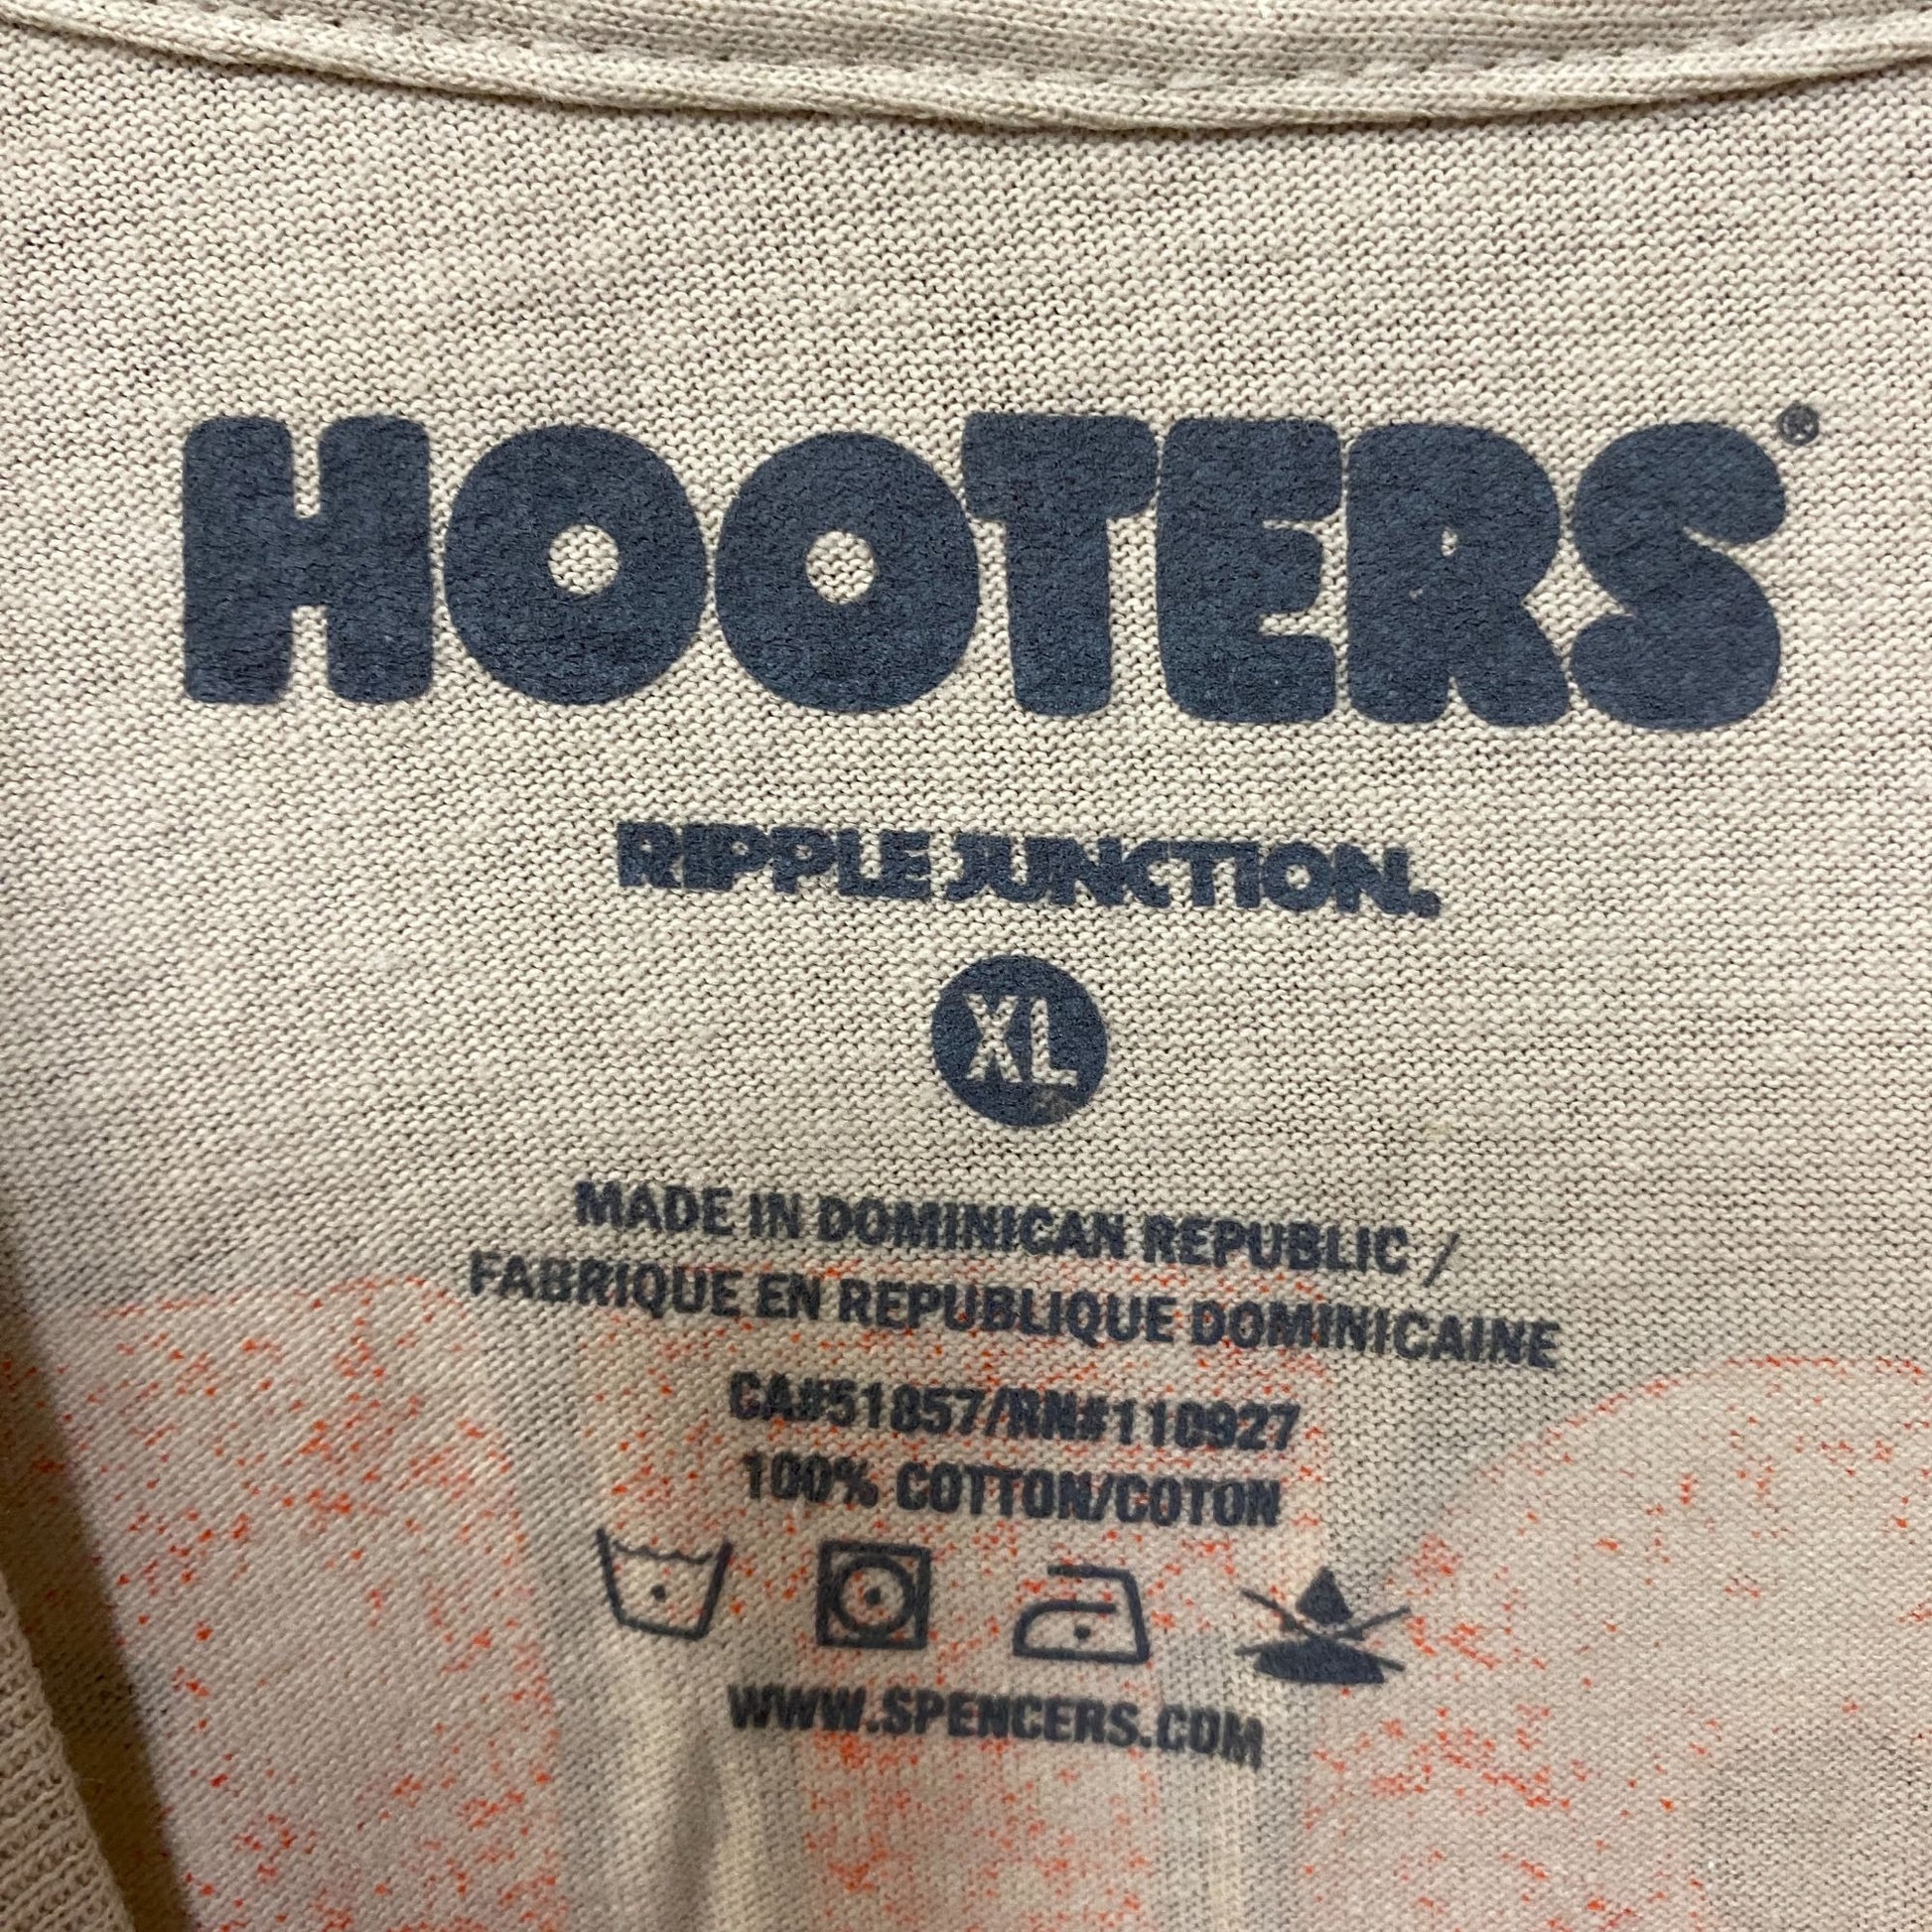 HOOTERS®
RIPPLE JUNCTION.
XL
MADE IN DOMINICAN REPUBLIC /
FABRIQUE EN REPUBLIQUE DOMINICAINE
CA#51857/RN#110927
100% COTTON/COTON
WWW.SPENCERS.COM